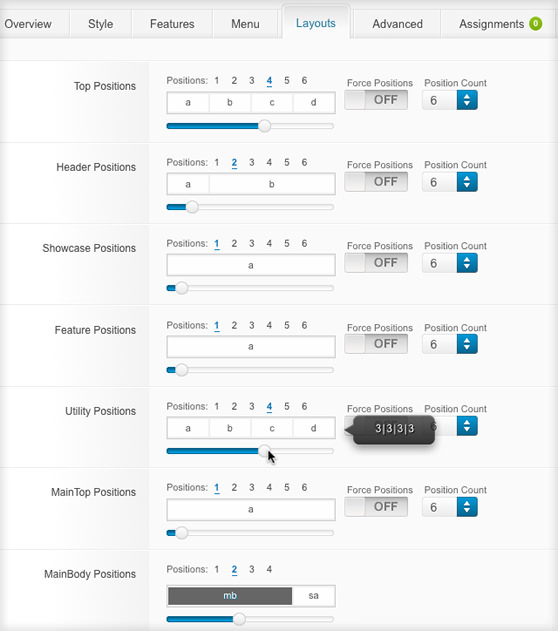 Overview Style Features Menu Layouts Advanced Assignments 0
Positions: 1 2 3 4 5 6 Force Positions Position Count
Top Positions a b c d OFF 6
Positions: 1 2 3 4 5 6 Force Positions Position Count
Header Positions a b OFF 6
Positions: 1 2 3 4 5 6 Force Positions Position Count
Showcase Positions a OFF 6
Positions: 1 2 3 4 5 6 Force Positions Position Count
Feature Positions a OFF 6
Positions: 1 2 3 4 5 6 Force Positions Position Count
Utility Positions a b c d 3|3|3|3 6
Positions: 1 2 3 4 5 6 Force Positions Position Count
MainTop Positions a OFF 6
Positions: 1 2 3 4
MainBody Positions mb sa